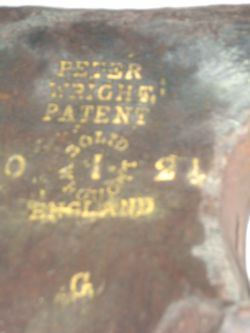 PETER
WRIGHT
PATENT
SOLID
0 1 21
ENGLAND
G